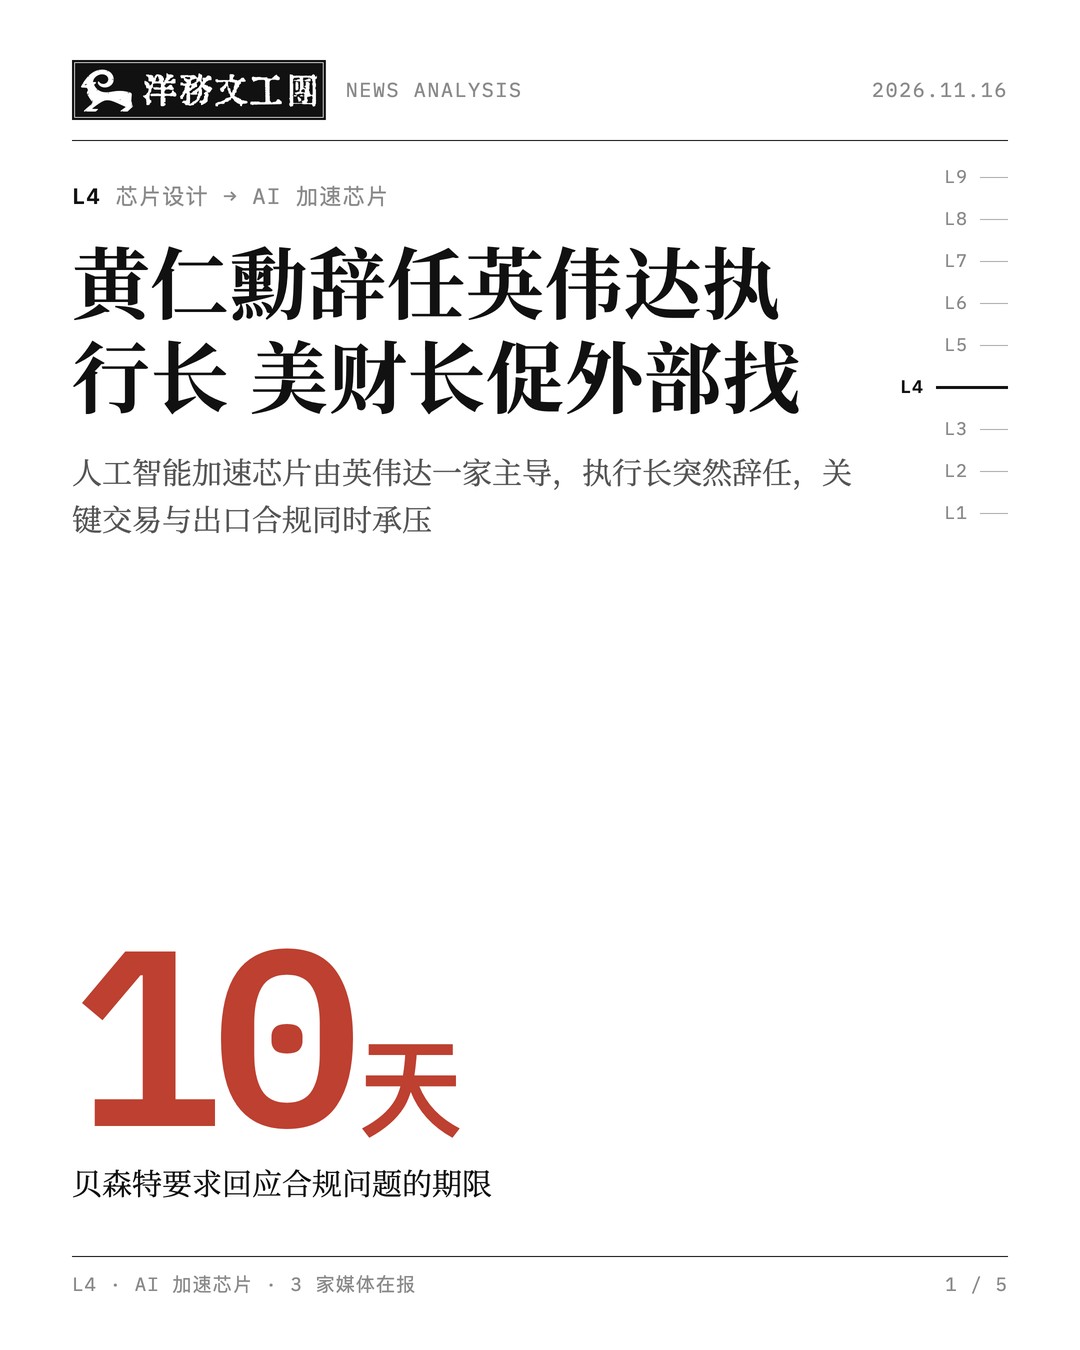 洋務文工團 NEWS ANALYSIS 2026.11.16
L4 芯片设计 → AI 加速芯片
黄仁勳辞任英伟达执
行长 美财长促外部找
人工智能加速芯片由英伟达一家主导，执行长突然辞任，关
键交易与出口合规同时承压
L9
L8
L7
L6
L5
L4
L3
L2
L1
10天
贝森特要求回应合规问题的期限
L4 · AI 加速芯片 · 3 家媒体在报 1 / 5